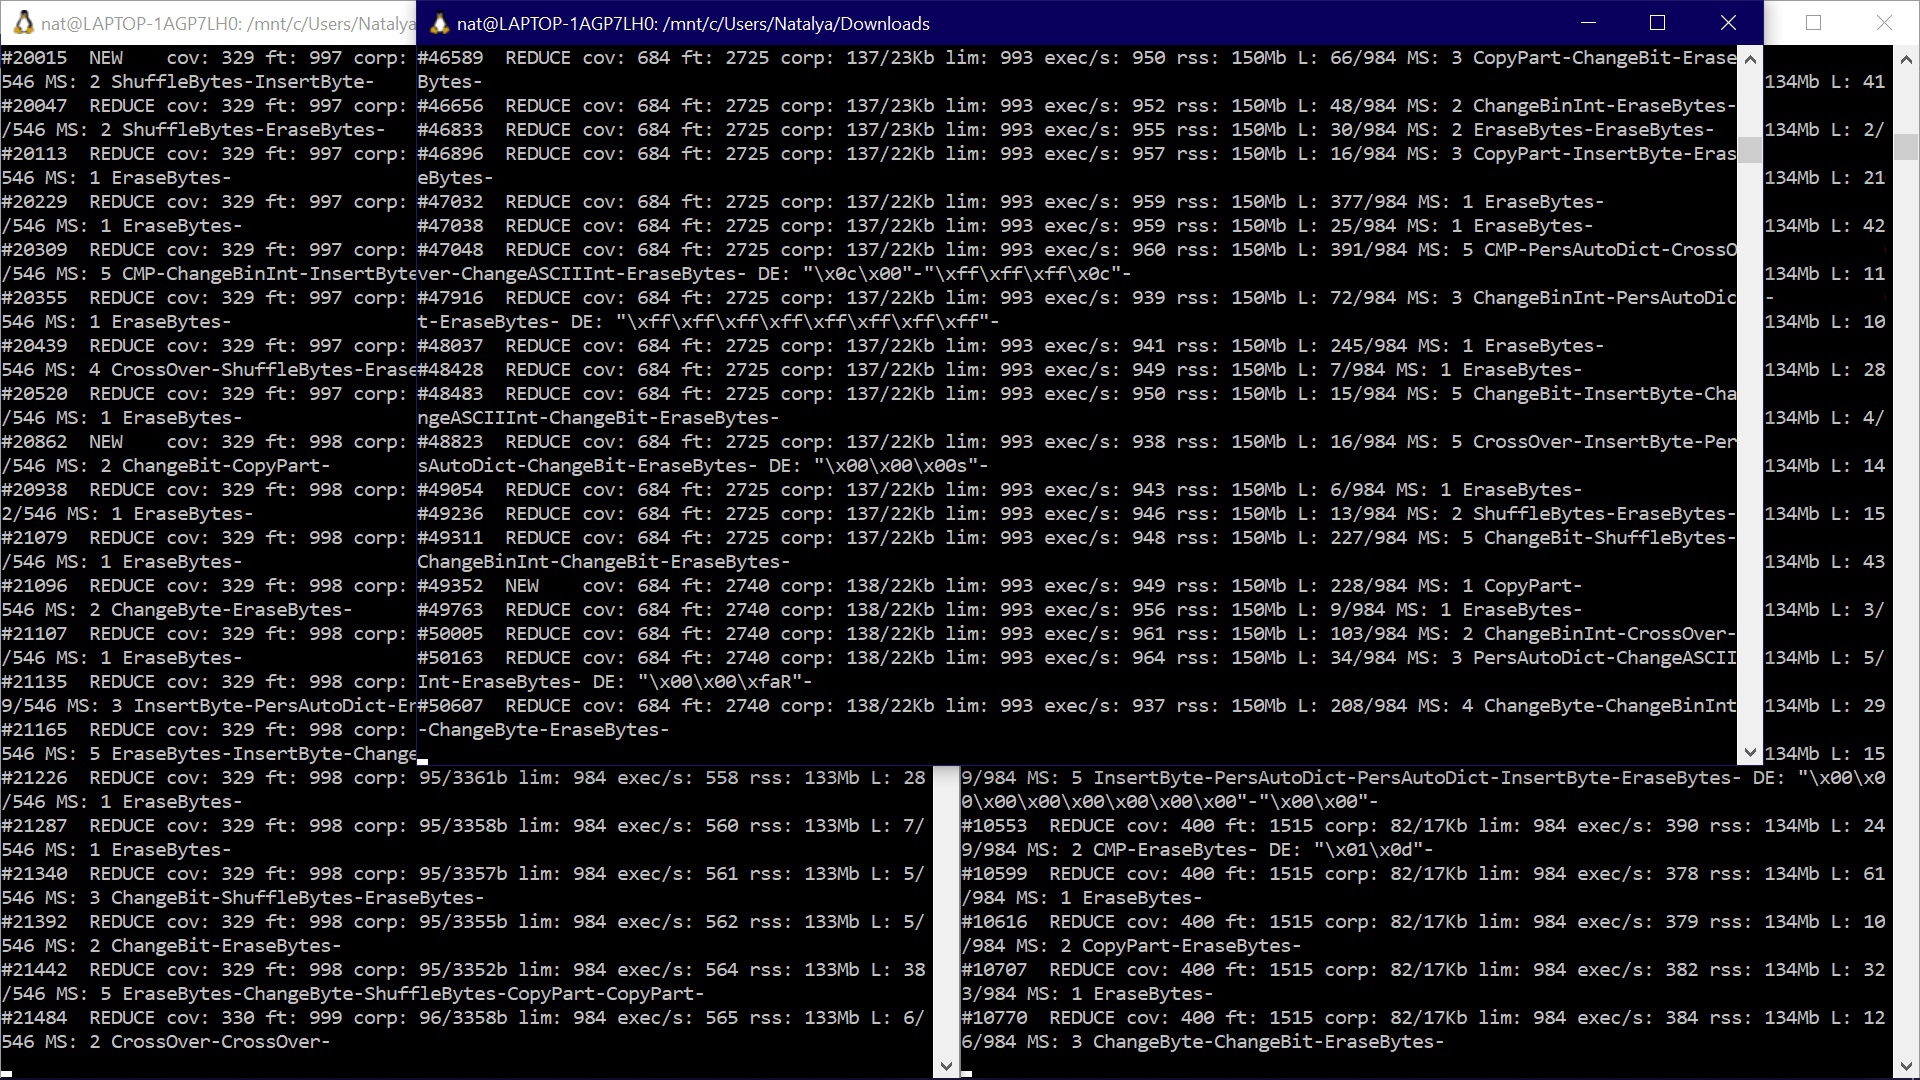 nat@LAPTOP-1AGP7LH0: /mnt/c/Users/Natalya
#20015  NEW    cov: 329 ft: 997 corp:
546 MS: 2 ShuffleBytes-InsertByte-
#20047  REDUCE cov: 329 ft: 997 corp:
/546 MS: 2 ShuffleBytes-EraseBytes-
#20113  REDUCE cov: 329 ft: 997 corp:
546 MS: 1 EraseBytes-
#20229  REDUCE cov: 329 ft: 997 corp:
/546 MS: 1 EraseBytes-
#20309  REDUCE cov: 329 ft: 997 corp:
/546 MS: 5 CMP-ChangeBinInt-InsertByte
#20355  REDUCE cov: 329 ft: 997 corp:
546 MS: 1 EraseBytes-
#20439  REDUCE cov: 329 ft: 997 corp:
546 MS: 4 CrossOver-ShuffleBytes-Erase
#20520  REDUCE cov: 329 ft: 997 corp:
/546 MS: 1 EraseBytes-
#20862  NEW    cov: 329 ft: 998 corp:
/546 MS: 2 ChangeBit-CopyPart-
#20938  REDUCE cov: 329 ft: 998 corp:
2/546 MS: 1 EraseBytes-
#21079  REDUCE cov: 329 ft: 998 corp:
/546 MS: 1 EraseBytes-
#21096  REDUCE cov: 329 ft: 998 corp:
546 MS: 2 ChangeByte-EraseBytes-
#21107  REDUCE cov: 329 ft: 998 corp:
/546 MS: 1 EraseBytes-
#21135  REDUCE cov: 329 ft: 998 corp:
9/546 MS: 3 InsertByte-PersAutoDict-Er
#21165  REDUCE cov: 329 ft: 998 corp:
546 MS: 5 EraseBytes-InsertByte-Change
#21226  REDUCE cov: 329 ft: 998 corp: 95/3361b lim: 984 exec/s: 558 rss: 133Mb L: 28
/546 MS: 1 EraseBytes-
#21287  REDUCE cov: 329 ft: 998 corp: 95/3358b lim: 984 exec/s: 560 rss: 133Mb L: 7/
546 MS: 1 EraseBytes-
#21340  REDUCE cov: 329 ft: 998 corp: 95/3357b lim: 984 exec/s: 561 rss: 133Mb L: 5/
546 MS: 3 ChangeBit-ShuffleBytes-EraseBytes-
#21392  REDUCE cov: 329 ft: 998 corp: 95/3355b lim: 984 exec/s: 562 rss: 133Mb L: 5/
546 MS: 2 ChangeBit-EraseBytes-
#21442  REDUCE cov: 329 ft: 998 corp: 95/3352b lim: 984 exec/s: 564 rss: 133Mb L: 38
/546 MS: 5 EraseBytes-ChangeByte-ShuffleBytes-CopyPart-CopyPart-
#21484  REDUCE cov: 330 ft: 999 corp: 96/3358b lim: 984 exec/s: 565 rss: 133Mb L: 6/
546 MS: 2 CrossOver-CrossOver-
nat@LAPTOP-1AGP7LH0: /mnt/c/Users/Natalya/Downloads
#46589  REDUCE cov: 684 ft: 2725 corp: 137/23Kb lim: 993 exec/s: 950 rss: 150Mb L: 66/984 MS: 3 CopyPart-ChangeBit-Erase
Bytes-
#46656  REDUCE cov: 684 ft: 2725 corp: 137/23Kb lim: 993 exec/s: 952 rss: 150Mb L: 48/984 MS: 2 ChangeBinInt-EraseBytes-
#46833  REDUCE cov: 684 ft: 2725 corp: 137/23Kb lim: 993 exec/s: 955 rss: 150Mb L: 30/984 MS: 2 EraseBytes-EraseBytes-
#46896  REDUCE cov: 684 ft: 2725 corp: 137/22Kb lim: 993 exec/s: 957 rss: 150Mb L: 16/984 MS: 3 CopyPart-InsertByte-Eras
eBytes-
#47032  REDUCE cov: 684 ft: 2725 corp: 137/22Kb lim: 993 exec/s: 959 rss: 150Mb L: 377/984 MS: 1 EraseBytes-
#47038  REDUCE cov: 684 ft: 2725 corp: 137/22Kb lim: 993 exec/s: 959 rss: 150Mb L: 25/984 MS: 1 EraseBytes-
#47048  REDUCE cov: 684 ft: 2725 corp: 137/22Kb lim: 993 exec/s: 960 rss: 150Mb L: 391/984 MS: 5 CMP-PersAutoDict-CrossO
ver-ChangeASCIIInt-EraseBytes- DE: "\x0c\x00"-"\xff\xff\xff\x0c"-
#47916  REDUCE cov: 684 ft: 2725 corp: 137/22Kb lim: 993 exec/s: 939 rss: 150Mb L: 72/984 MS: 3 ChangeBinInt-PersAutoDic
t-EraseBytes- DE: "\xff\xff\xff\xff\xff\xff\xff\xff"-
#48037  REDUCE cov: 684 ft: 2725 corp: 137/22Kb lim: 993 exec/s: 941 rss: 150Mb L: 245/984 MS: 1 EraseBytes-
#48428  REDUCE cov: 684 ft: 2725 corp: 137/22Kb lim: 993 exec/s: 949 rss: 150Mb L: 7/984 MS: 1 EraseBytes-
#48483  REDUCE cov: 684 ft: 2725 corp: 137/22Kb lim: 993 exec/s: 950 rss: 150Mb L: 15/984 MS: 5 ChangeBit-InsertByte-Cha
ngeASCIIInt-ChangeBit-EraseBytes-
#48823  REDUCE cov: 684 ft: 2725 corp: 137/22Kb lim: 993 exec/s: 938 rss: 150Mb L: 16/984 MS: 5 CrossOver-InsertByte-Per
sAutoDict-ChangeBit-EraseBytes- DE: "\x00\x00\x00s"-
#49054  REDUCE cov: 684 ft: 2725 corp: 137/22Kb lim: 993 exec/s: 943 rss: 150Mb L: 6/984 MS: 1 EraseBytes-
#49236  REDUCE cov: 684 ft: 2725 corp: 137/22Kb lim: 993 exec/s: 946 rss: 150Mb L: 13/984 MS: 2 ShuffleBytes-EraseBytes-
#49311  REDUCE cov: 684 ft: 2725 corp: 137/22Kb lim: 993 exec/s: 948 rss: 150Mb L: 227/984 MS: 5 ChangeBit-ShuffleBytes-
ChangeBinInt-ChangeBit-EraseBytes-
#49352  NEW    cov: 684 ft: 2740 corp: 138/22Kb lim: 993 exec/s: 949 rss: 150Mb L: 228/984 MS: 1 CopyPart-
#49763  REDUCE cov: 684 ft: 2740 corp: 138/22Kb lim: 993 exec/s: 956 rss: 150Mb L: 9/984 MS: 1 EraseBytes-
#50005  REDUCE cov: 684 ft: 2740 corp: 138/22Kb lim: 993 exec/s: 961 rss: 150Mb L: 103/984 MS: 2 ChangeBinInt-CrossOver-
#50163  REDUCE cov: 684 ft: 2740 corp: 138/22Kb lim: 993 exec/s: 964 rss: 150Mb L: 34/984 MS: 3 PersAutoDict-ChangeASCII
Int-EraseBytes- DE: "\x00\x00\xfaR"-
#50607  REDUCE cov: 684 ft: 2740 corp: 138/22Kb lim: 993 exec/s: 937 rss: 150Mb L: 208/984 MS: 4 ChangeByte-ChangeBinInt
-ChangeByte-EraseBytes-
134Mb L: 41
134Mb L: 2/
134Mb L: 21
134Mb L: 42
134Mb L: 11
-
134Mb L: 10
134Mb L: 28
134Mb L: 4/
134Mb L: 14
134Mb L: 15
134Mb L: 43
134Mb L: 3/
134Mb L: 5/
134Mb L: 29
134Mb L: 15
9/984 MS: 5 InsertByte-PersAutoDict-PersAutoDict-InsertByte-EraseBytes- DE: "\x00\x0
0\x00\x00\x00\x00\x00\x00"-"\x00\x00"-
#10553  REDUCE cov: 400 ft: 1515 corp: 82/17Kb lim: 984 exec/s: 390 rss: 134Mb L: 24
9/984 MS: 2 CMP-EraseBytes- DE: "\x01\x0d"-
#10599  REDUCE cov: 400 ft: 1515 corp: 82/17Kb lim: 984 exec/s: 378 rss: 134Mb L: 61
/984 MS: 1 EraseBytes-
#10616  REDUCE cov: 400 ft: 1515 corp: 82/17Kb lim: 984 exec/s: 379 rss: 134Mb L: 10
/984 MS: 2 CopyPart-EraseBytes-
#10707  REDUCE cov: 400 ft: 1515 corp: 82/17Kb lim: 984 exec/s: 382 rss: 134Mb L: 32
3/984 MS: 1 EraseBytes-
#10770  REDUCE cov: 400 ft: 1515 corp: 82/17Kb lim: 984 exec/s: 384 rss: 134Mb L: 12
6/984 MS: 3 ChangeByte-ChangeBit-EraseBytes-